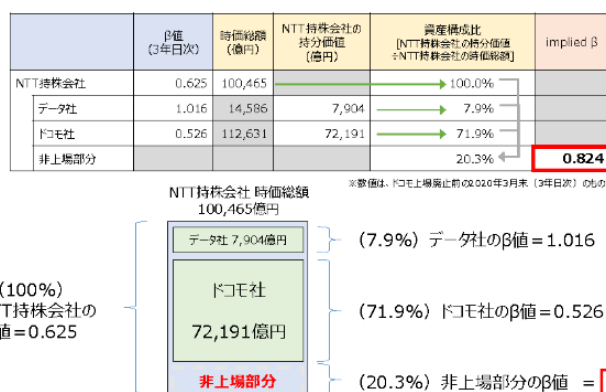 β値
(3年日次)
時価総額
(億円)
NTT持株会社の
持分価値
(億円)
資産構成比
[NTT持株会社の持分価値
÷NTT持株会社の時価総額]
implied β
NTT持株会社 0.625 100,465 100.0%
データ社 1.016 14,586 7,904 7.9%
ドコモ社 0.526 112,631 72,191 71.9%
非上場部分 20.3% 0.824
※数値は、ドコモ上場廃止前の2020年3月末（3年日次）のもの
NTT持株会社 時価総額
100,465億円
データ社 7,904億円
(7.9%) データ社のβ値＝1.016
(100%)
T持株会社の
値＝0.625
ドコモ社
72,191億円
(71.9%) ドコモ社のβ値＝0.526
非上場部分
(20.3%) 非上場部分のβ値 ＝